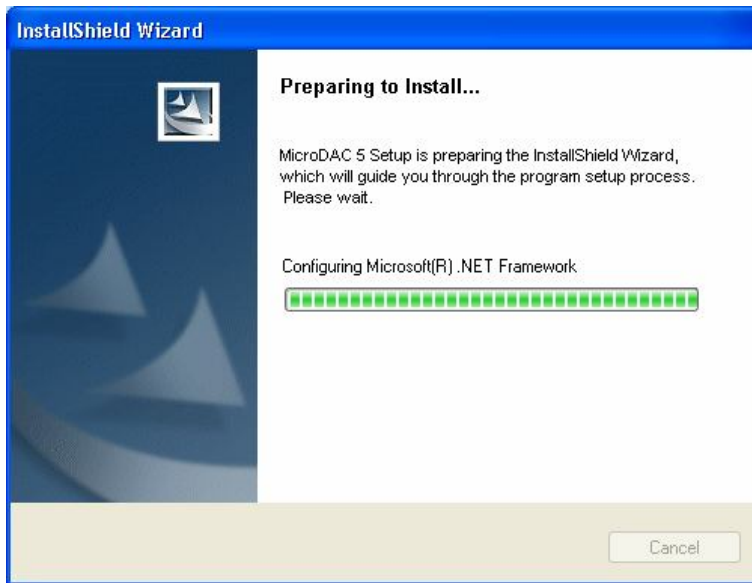 InstallShield Wizard
Preparing to Install...
MicroDAC 5 Setup is preparing the InstallShield Wizard,
which will guide you through the program setup process.
Please wait.
Configuring Microsoft(R) .NET Framework
Cancel